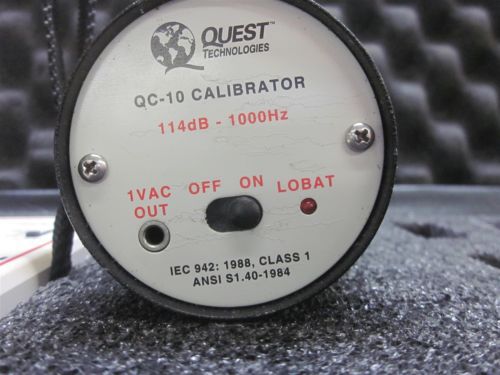 QUEST™
TECHNOLOGIES
QC-10 CALIBRATOR
114dB - 1000Hz
1VAC OFF ON LOBAT
OUT
IEC 942: 1988, CLASS 1
ANSI S1.40-1984